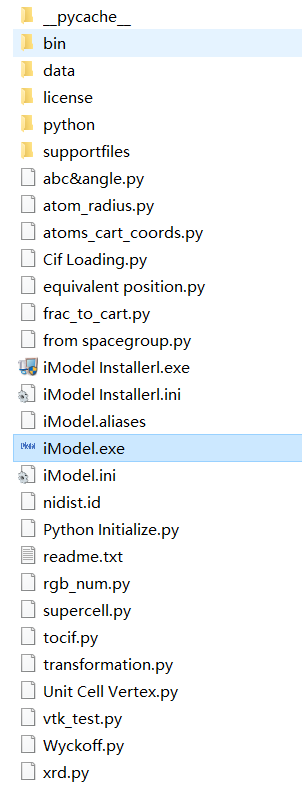 __pycache__
bin
data
license
python
supportfiles
abc&angle.py
atom_radius.py
atoms_cart_coords.py
Cif Loading.py
equivalent position.py
frac_to_cart.py
from spacegroup.py
iModel Installerl.exe
iModel Installerl.ini
iModel.aliases
iModel.exe
iModel.ini
nidist.id
Python Initialize.py
readme.txt
rgb_num.py
supercell.py
tocif.py
transformation.py
Unit Cell Vertex.py
vtk_test.py
Wyckoff.py
xrd.py